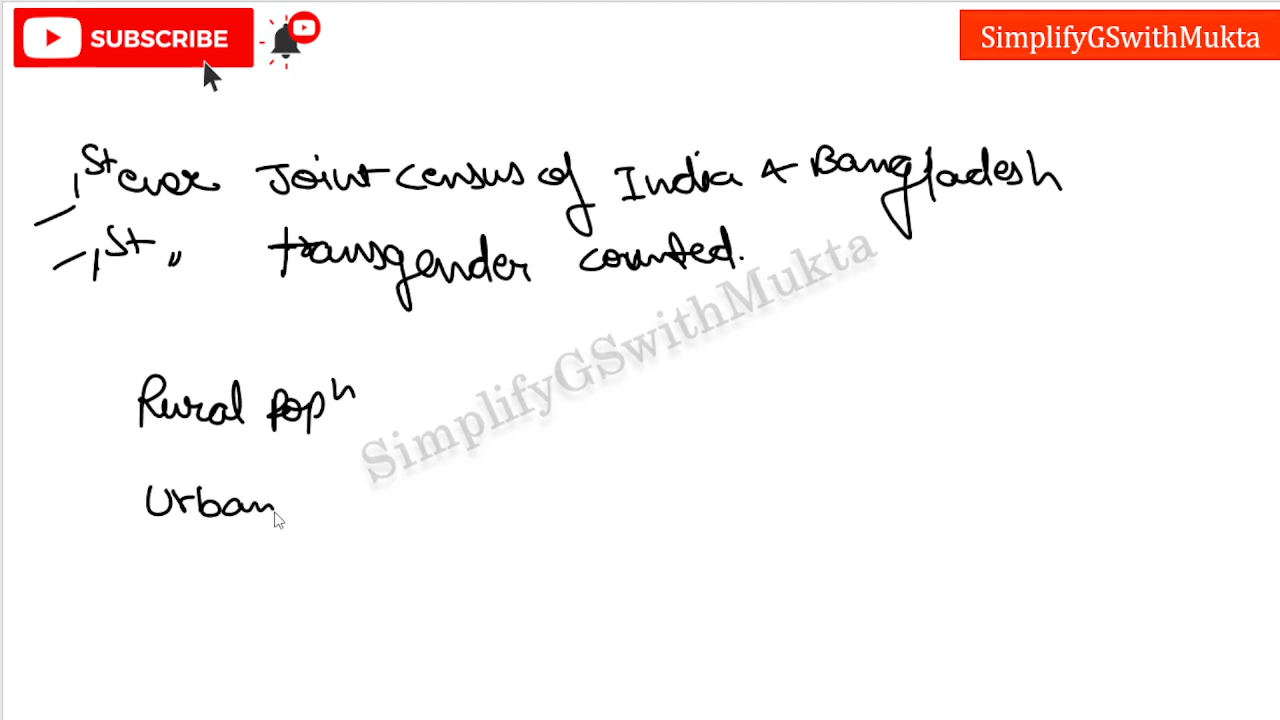 SUBSCRIBE
SimplifyGSwithMukta
1st ever Joint census of India & Bangladesh
1st " transgender counted.
SimplifyGSwithMukta
Rural popn
Urban